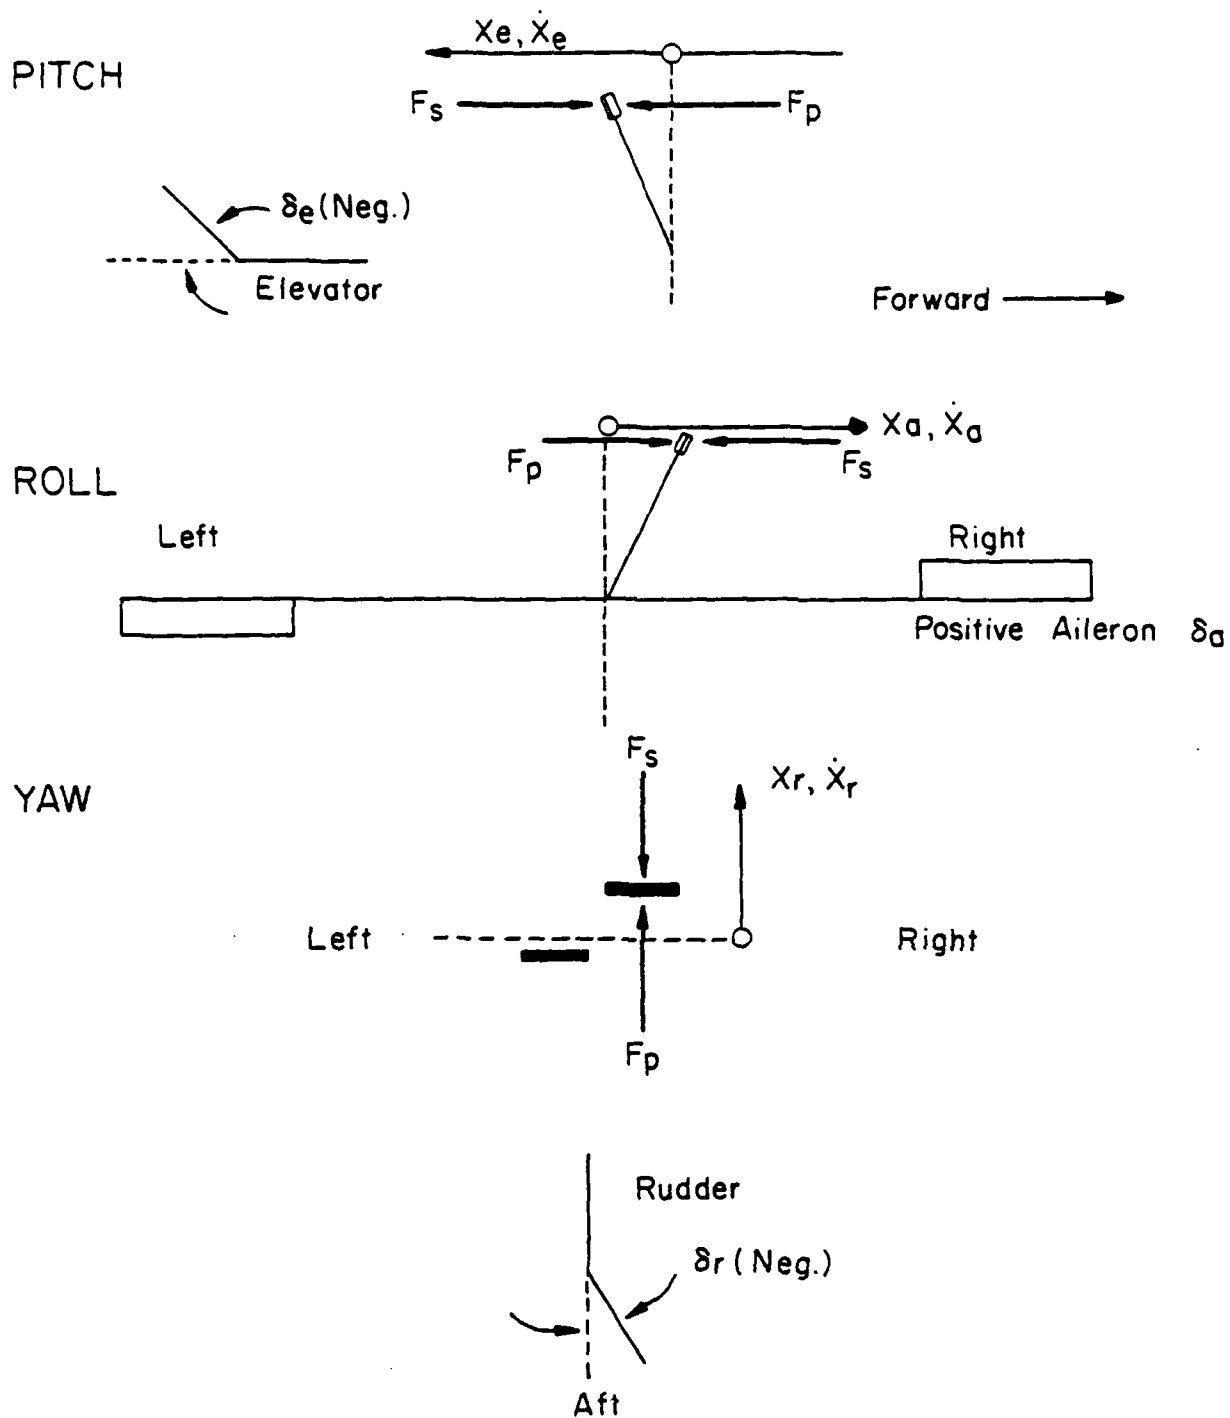 PITCH
Xe, Ẋe
Fs
Fp
δe (Neg.)
Elevator
Forward
ROLL
Xa, Ẋa
Fp
Fs
Left
Right
Positive Aileron δa
YAW
Fs
Xr, Ẋr
Left
Right
Fp
Rudder
δr (Neg.)
Aft